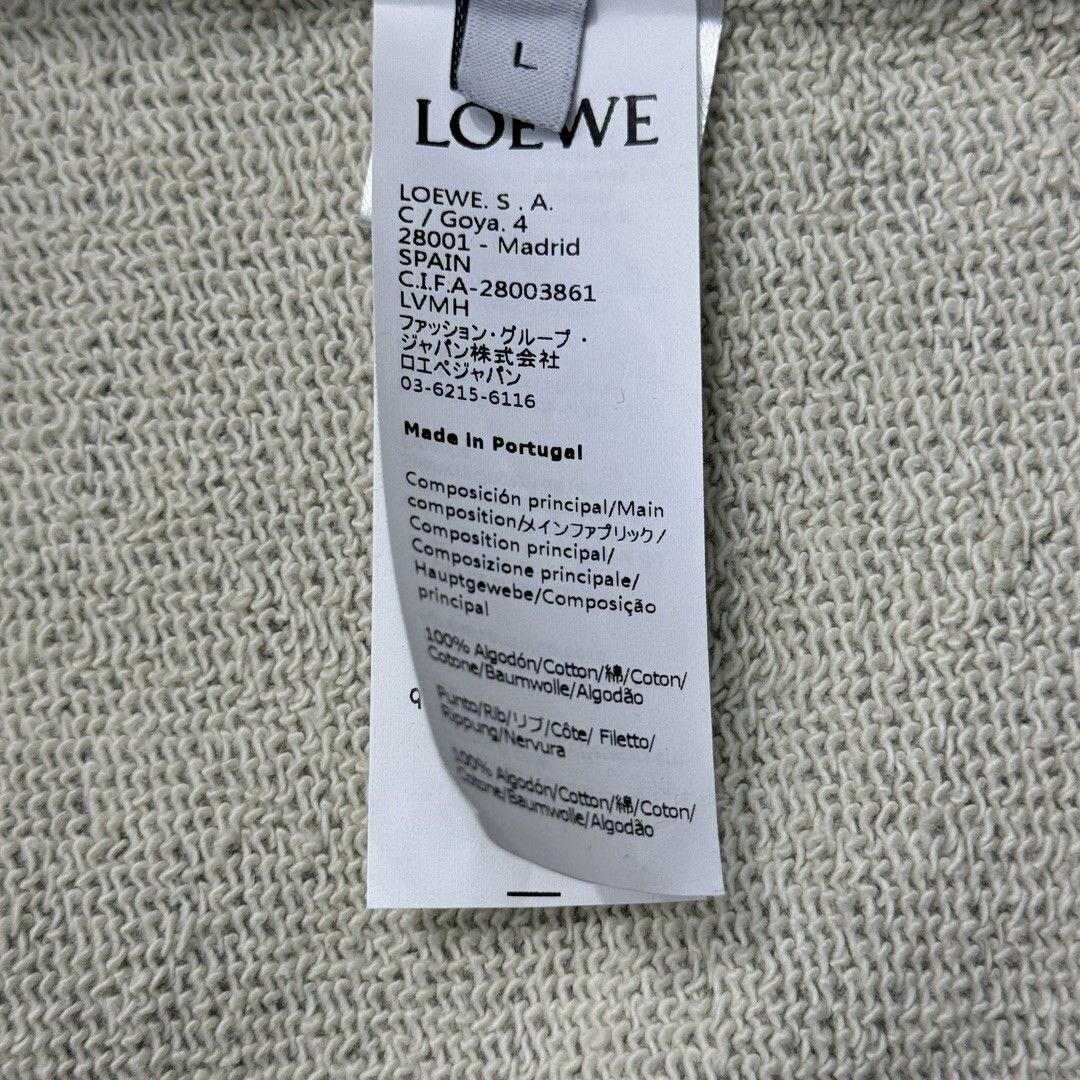 L
LOEWE
LOEWE. S . A.
C / Goya. 4
28001 - Madrid
SPAIN
C.I.F.A-28003861
LVMH
ファッション・グループ・
ジャパン株式会社
ロエベジャパン
03-6215-6116
Made in Portugal
Composición principal/Main
composition/メインファブリック/
Composition principal/
Composizione principale/
Hauptgewebe/Composição
principal
100% Algodón/Cotton/綿/Coton/
Cotone/Baumwolle/Algodão
Punto/Rib/リブ/Côte/ Filetto/
Rippung/Nervura
100% Algodón/Cotton/綿/Coton/
Cotone/Baumwolle/Algodão